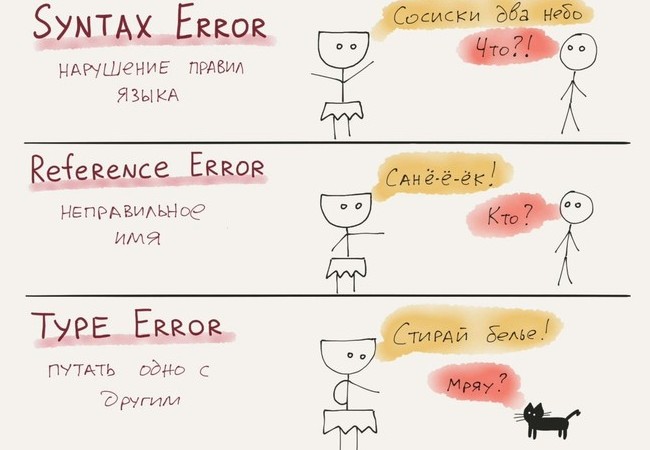 SYNTAX ERROR
НАРУШЕНИЕ ПРАВИЛ
ЯЗЫКА
Сосиски два небо
Что?!
Reference ERROR
НЕПРАВИЛЬНОЕ
ИМЯ
САНЁ-Ё-ЁК!
Кто?
TYPE ERROR
ПУТАТЬ ОДНО С
ДРУГИМ
Стирай белье!
Мряу?